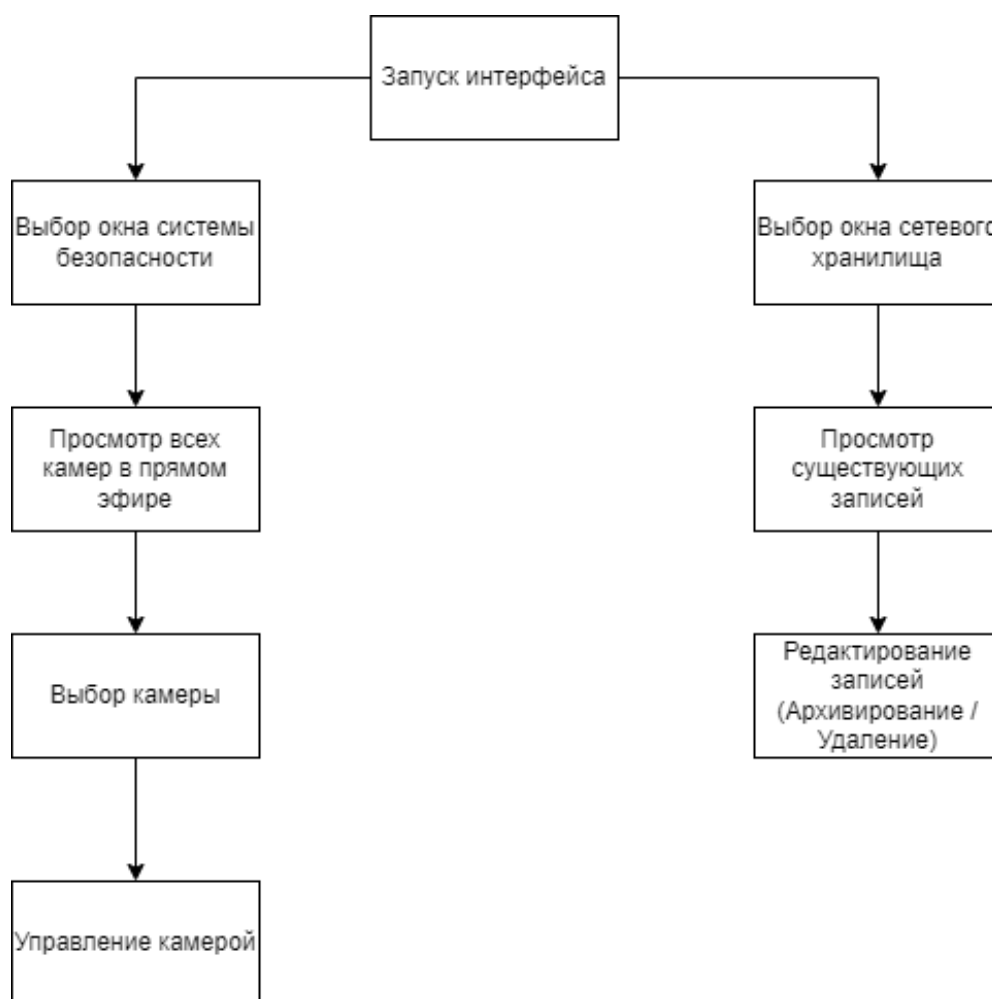 Запуск интерфейса
Выбор окна системы
безопасности
Выбор окна сетевого
хранилища
Просмотр всех
камер в прямом
эфире
Просмотр
существующих
записей
Выбор камеры
Редактирование
записей
(Архивирование /
Удаление)
Управление камерой